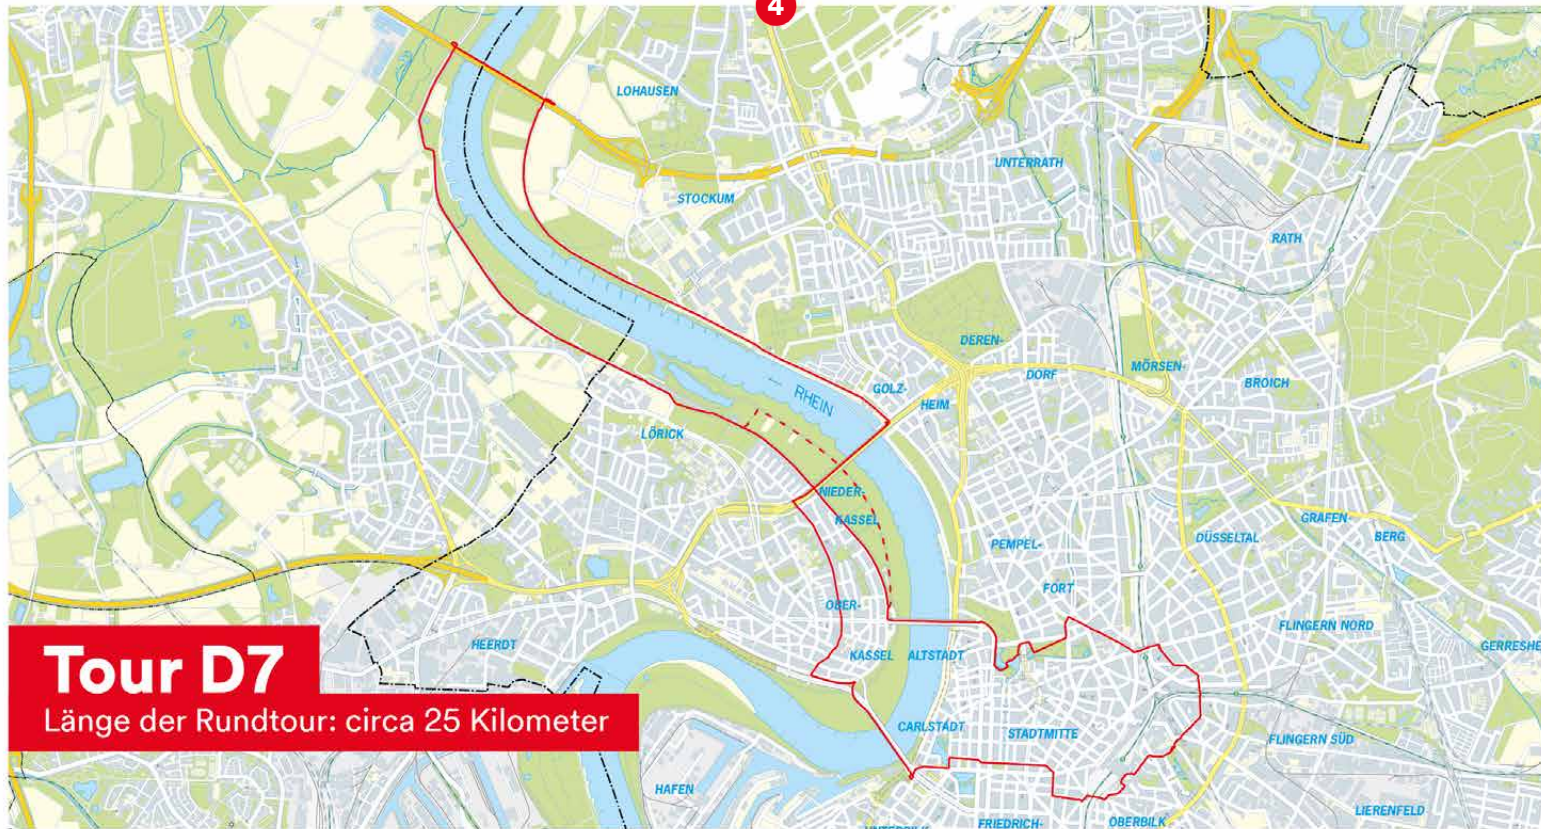 4
LOHAUSEN
UNTERRATH
STOCKUM
RATH
DEREN-
DORF
MÖRSEN-
BROICH
GOLZ-
HEIM
RHEIN
LÖRICK
NIEDER-
KASSEL
GRAFEN-
BERG
DÜSSELTAL
PEMPEL-
FORT
OBER-
KASSEL
ALTSTADT
FLINGERN NORD
GERRESHE
HEERDT
Tour D7
Länge der Rundtour: circa 25 Kilometer
CARLSTADT
STADTMITTE
FLINGERN SÜD
HAFEN
LIERENFELD
UNTERBILK
FRIEDRICH-
OBERBILK